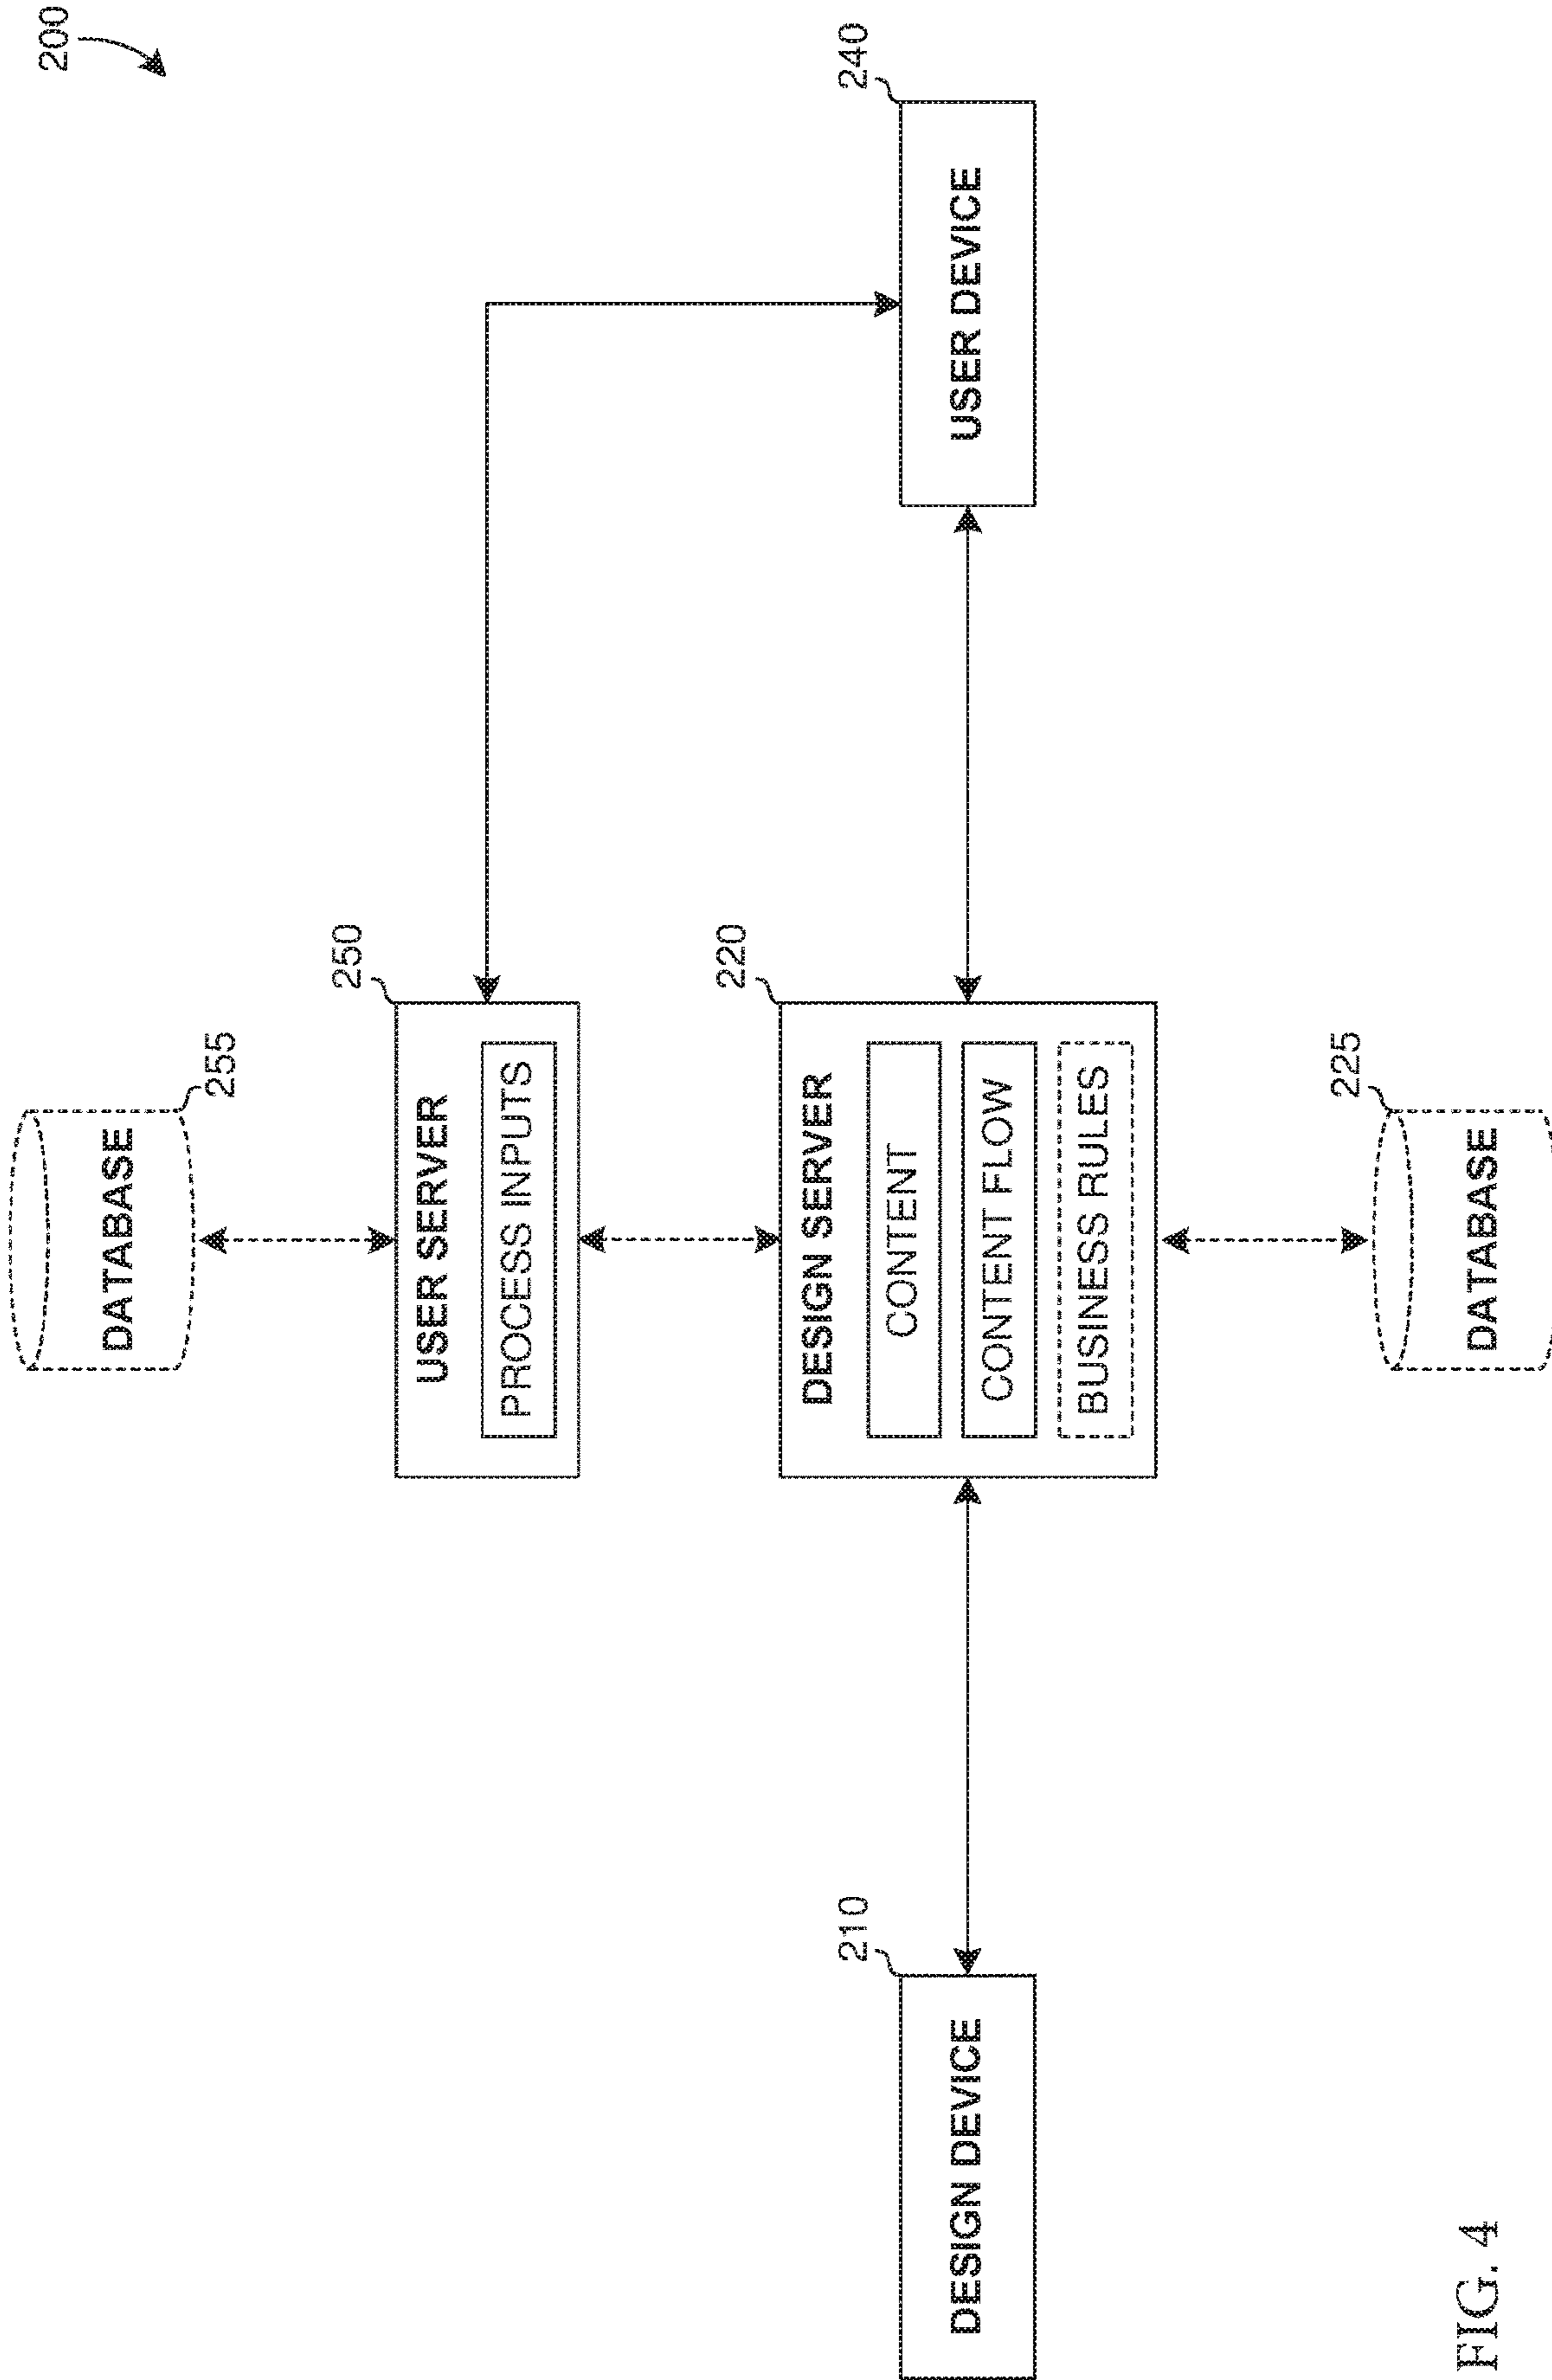 200
DATABASE
255
USER SERVER
250
PROCESS INPUTS
DESIGN SERVER
220
CONTENT
CONTENT FLOW
BUSINESS RULES
DESIGN DEVICE
210
USER DEVICE
240
DATABASE
225
FIG. 4